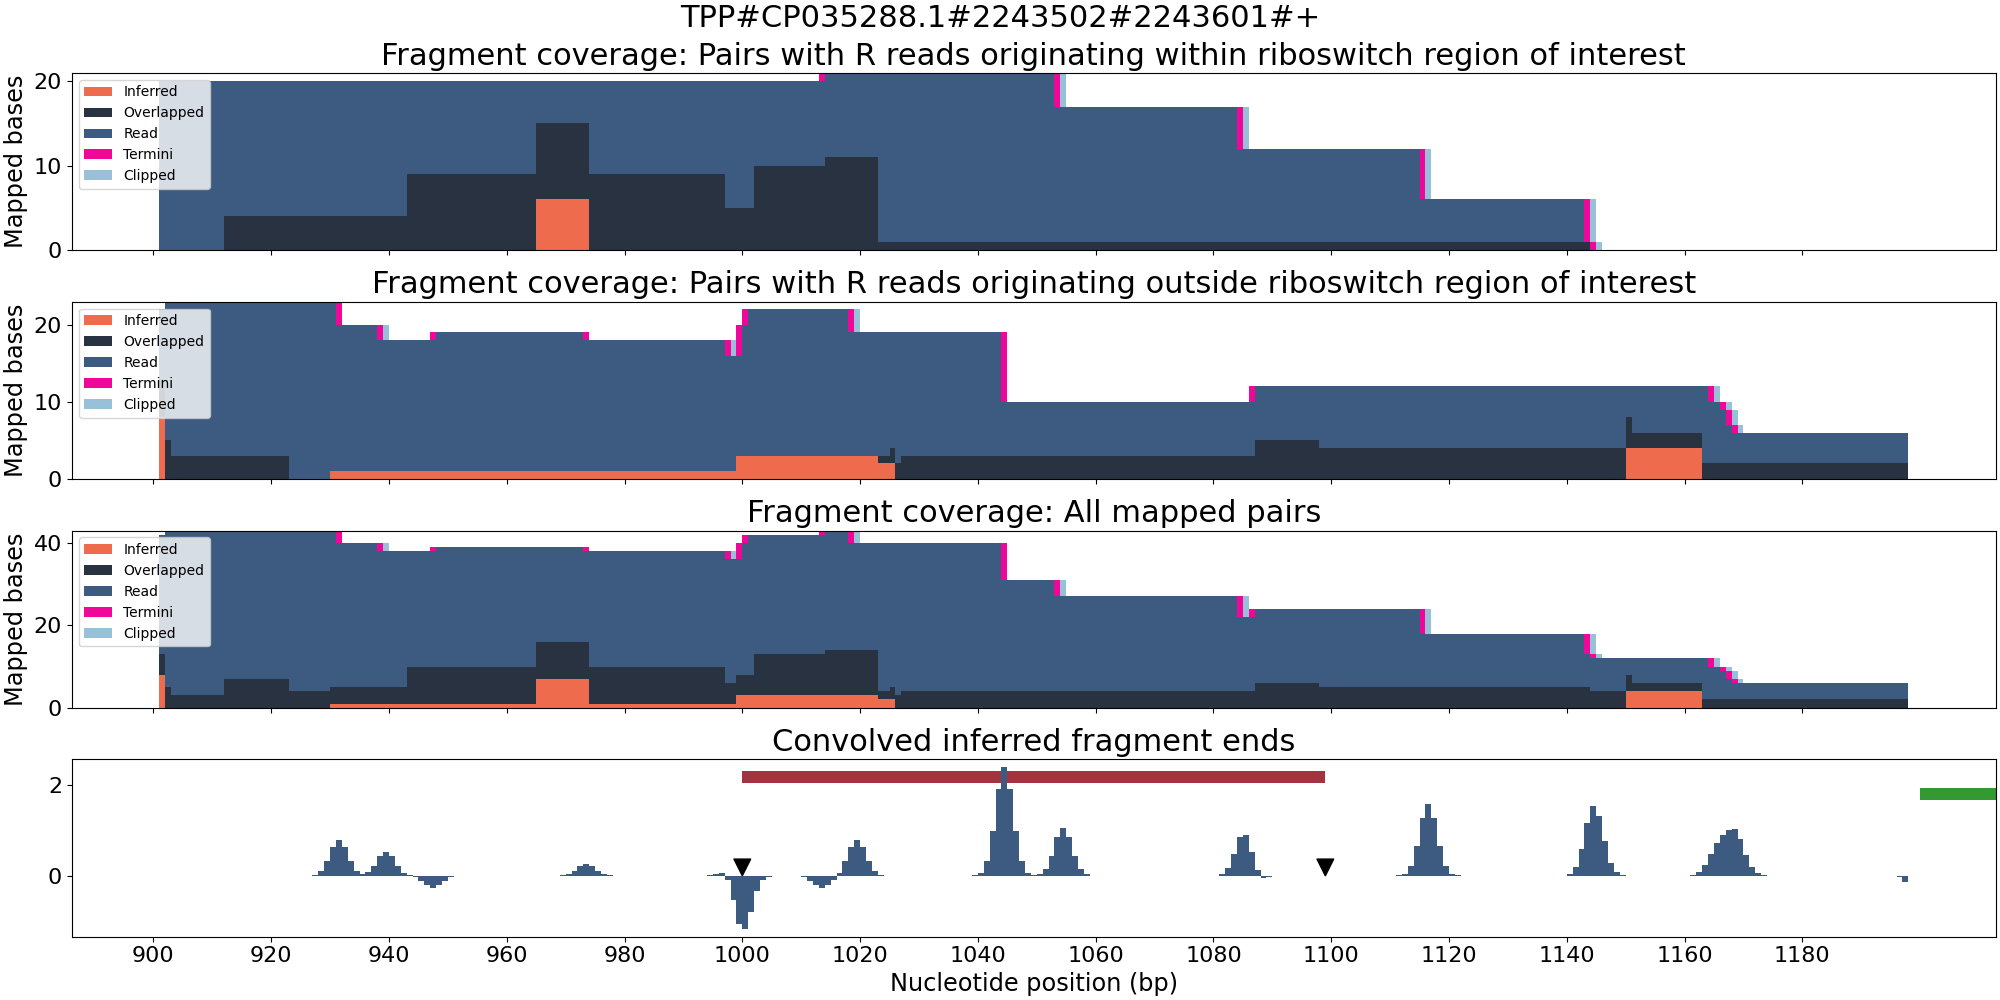 TPP#CP035288.1#2243502#2243601#+
Fragment coverage: Pairs with R reads originating within riboswitch region of interest
Mapped bases
20
10
0
Inferred
Overlapped
Read
Termini
Clipped
Fragment coverage: Pairs with R reads originating outside riboswitch region of interest
Mapped bases
20
10
0
Inferred
Overlapped
Read
Termini
Clipped
Fragment coverage: All mapped pairs
Mapped bases
40
20
0
Inferred
Overlapped
Read
Termini
Clipped
Convolved inferred fragment ends
2
0
900 920 940 960 980 1000 1020 1040 1060 1080 1100 1120 1140 1160 1180
Nucleotide position (bp)